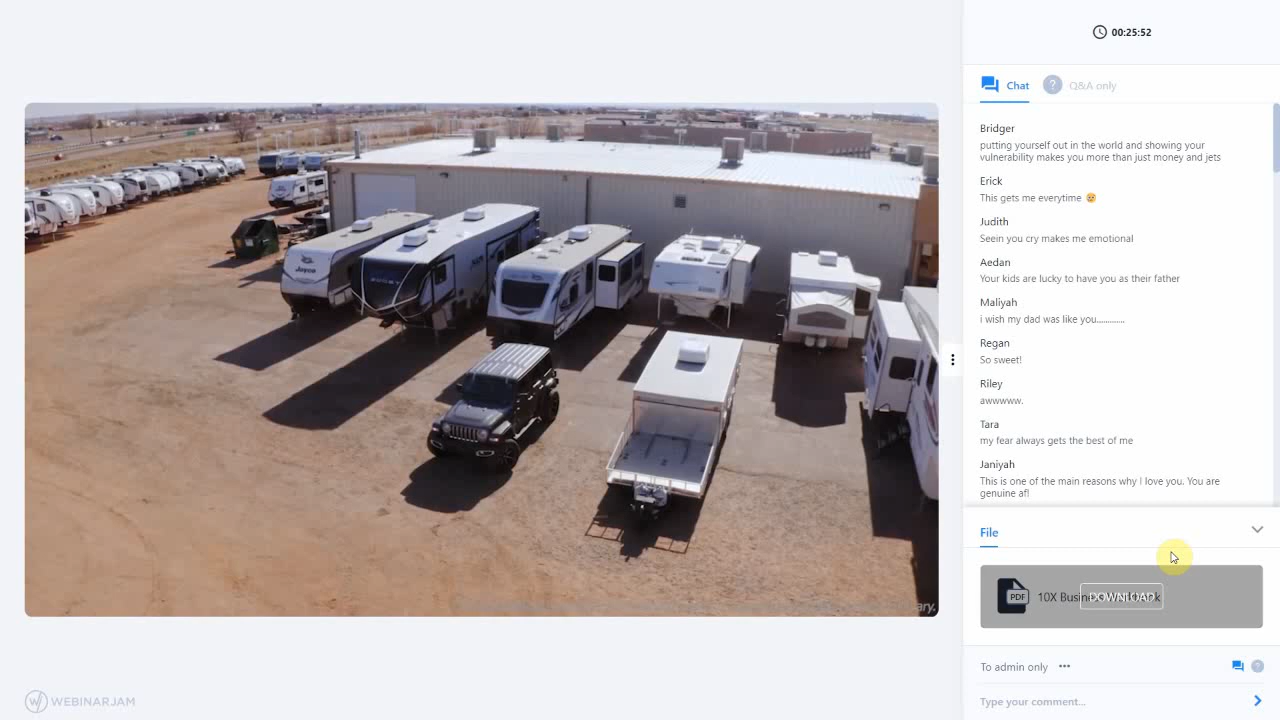 00:25:52
Chat
Q&A only
Bridger
putting yourself out in the world and showing your
vulnerability makes you more than just money and jets
Erick
This gets me everytime
Judith
Seein you cry makes me emotional
Aedan
Your kids are lucky to have you as their father
Maliyah
i wish my dad was like you.............
Regan
So sweet!
Riley
awwwww.
Tara
my fear always gets the best of me
Janiyah
This is one of the main reasons why I love you. You are
genuine af!
Jayco
File
PDF
10X
DOWNLOAD
To admin only
Type your comment...
WEBINARJAM